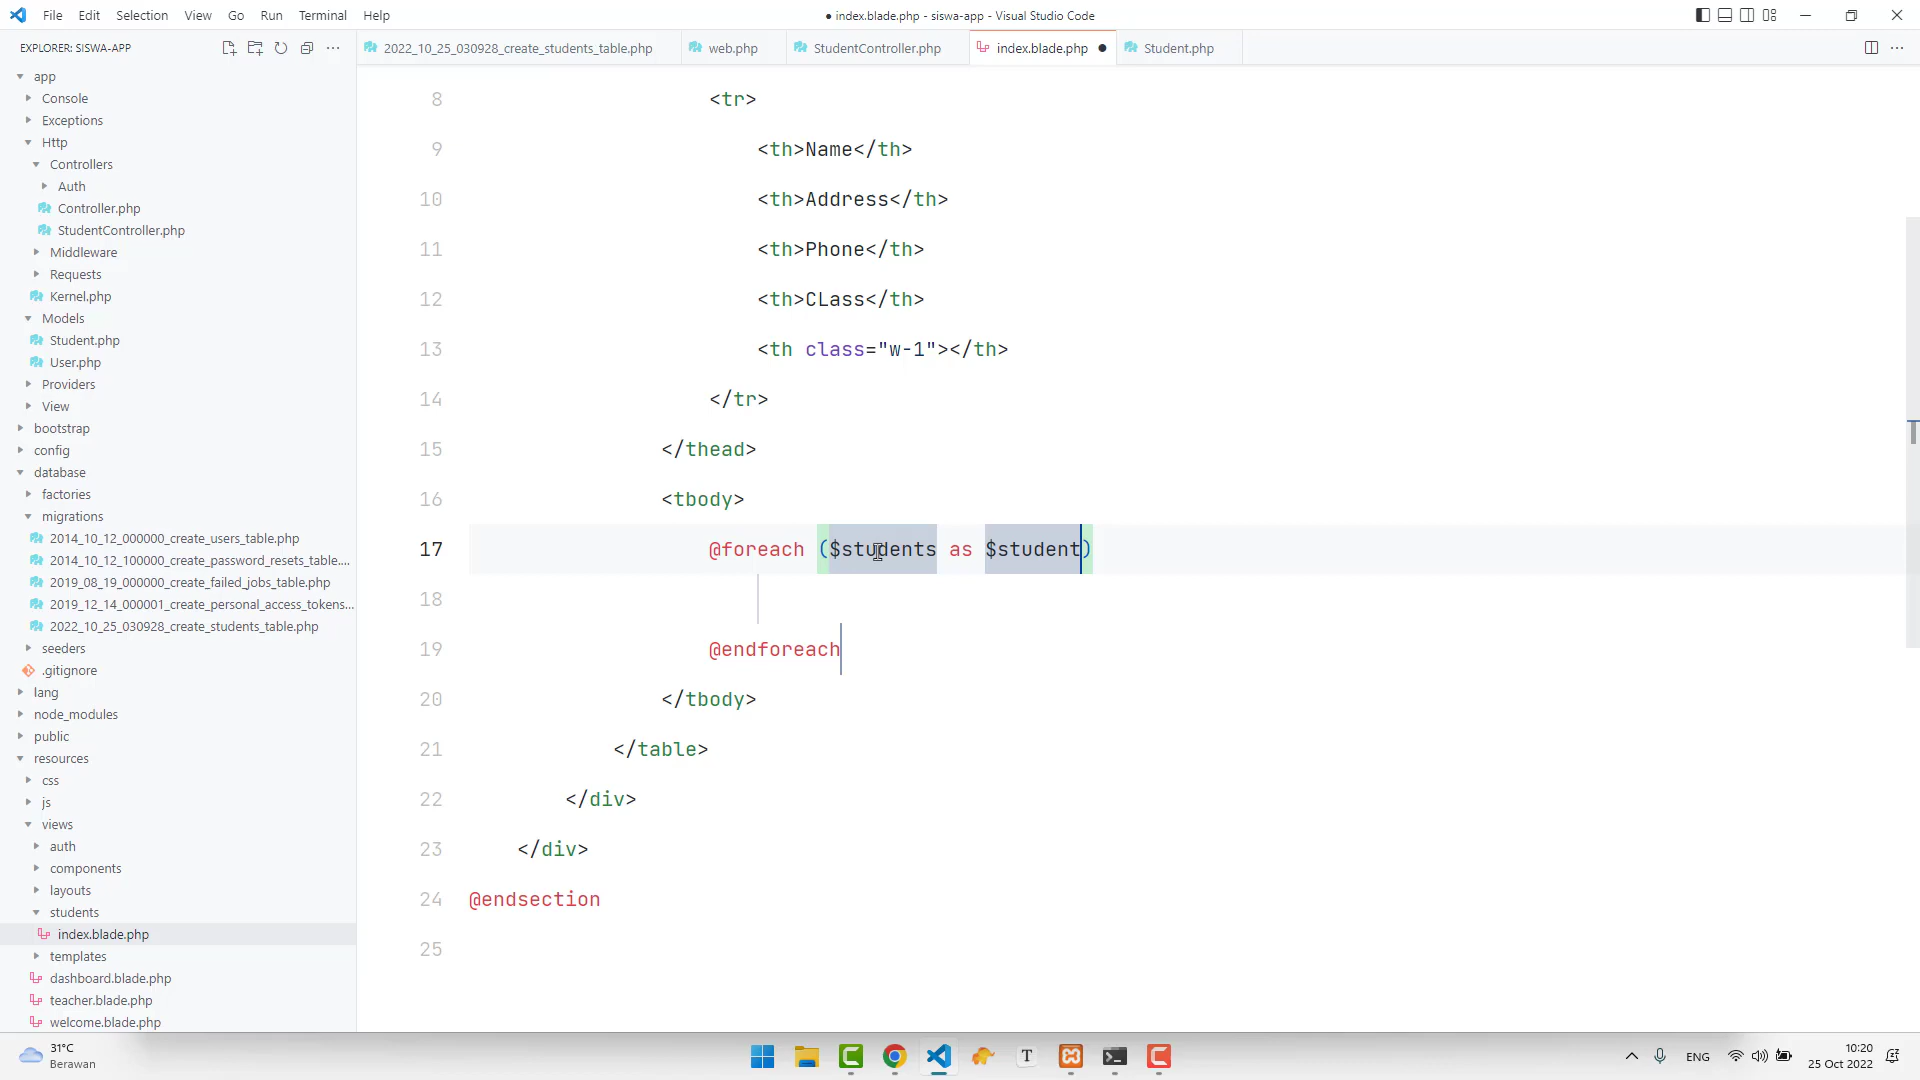 File Edit Selection View Go Run Terminal Help
● index.blade.php - siswa-app - Visual Studio Code
EXPLORER: SISWA-APP
2022_10_25_030928_create_students_table.php
web.php
StudentController.php
index.blade.php ●
Student.php
app
Console
Exceptions
Http
Controllers
Auth
Controller.php
StudentController.php
Middleware
Requests
Kernel.php
Models
Student.php
User.php
Providers
View
bootstrap
config
database
factories
migrations
2014_10_12_000000_create_users_table.php
2014_10_12_100000_create_password_resets_table....
2019_08_19_000000_create_failed_jobs_table.php
2019_12_14_000001_create_personal_access_tokens...
2022_10_25_030928_create_students_table.php
seeders
.gitignore
lang
node_modules
public
resources
css
js
views
auth
components
layouts
students
index.blade.php
templates
dashboard.blade.php
teacher.blade.php
welcome.blade.php
8 <tr>
9 <th>Name</th>
10 <th>Address</th>
11 <th>Phone</th>
12 <th>CLass</th>
13 <th class="w-1"></th>
14 </tr>
15 </thead>
16 <tbody>
17 @foreach ($students as $student)
18
19 @endforeach
20 </tbody>
21 </table>
22 </div>
23 </div>
24 @endsection
25
31°C
Berawan
T
ENG
10:20
25 Oct 2022